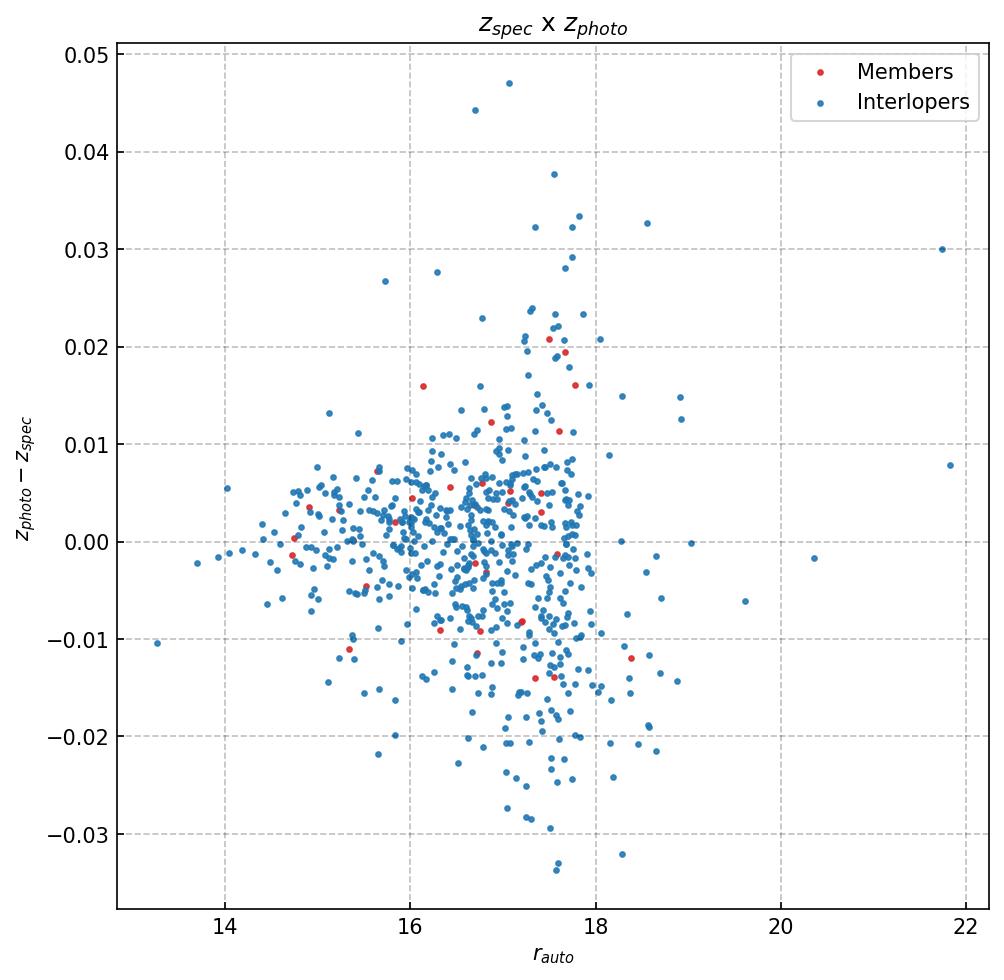 z_spec x z_photo
Members
Interlopers
0.05
0.04
0.03
0.02
0.01
0.00
−0.01
−0.02
−0.03
z_photo − z_spec
14 16 18 20 22
r_auto